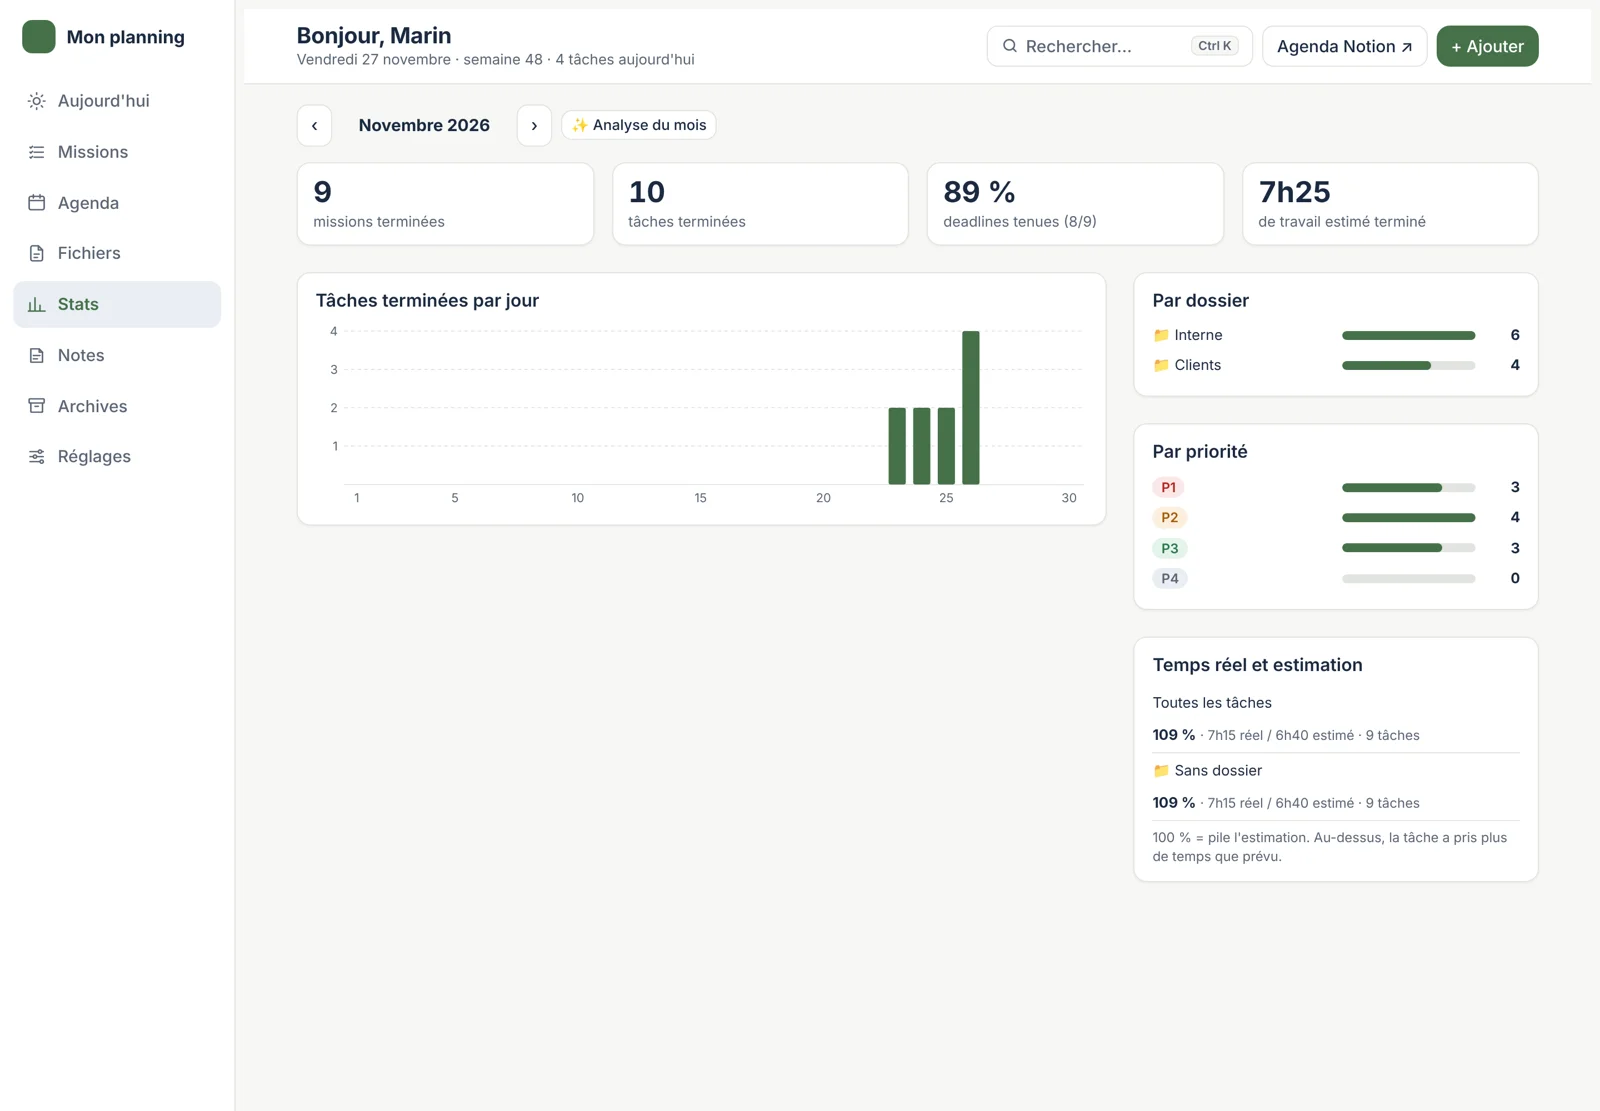 Mon planning
Aujourd'hui
Missions
Agenda
Fichiers
Stats
Notes
Archives
Réglages
Bonjour, Marin
Vendredi 27 novembre · semaine 48 · 4 tâches aujourd'hui
Rechercher... Ctrl K
Agenda Notion ↗
+ Ajouter
‹ Novembre 2026 › ✨ Analyse du mois
9
missions terminées
10
tâches terminées
89 %
deadlines tenues (8/9)
7h25
de travail estimé terminé
Tâches terminées par jour
4
3
2
1
1 5 10 15 20 25 30
Par dossier
📁 Interne 6
📁 Clients 4
Par priorité
P1 3
P2 4
P3 3
P4 0
Temps réel et estimation
Toutes les tâches
109 % · 7h15 réel / 6h40 estimé · 9 tâches
📁 Sans dossier
109 % · 7h15 réel / 6h40 estimé · 9 tâches
100 % = pile l'estimation. Au-dessus, la tâche a pris plus
de temps que prévu.